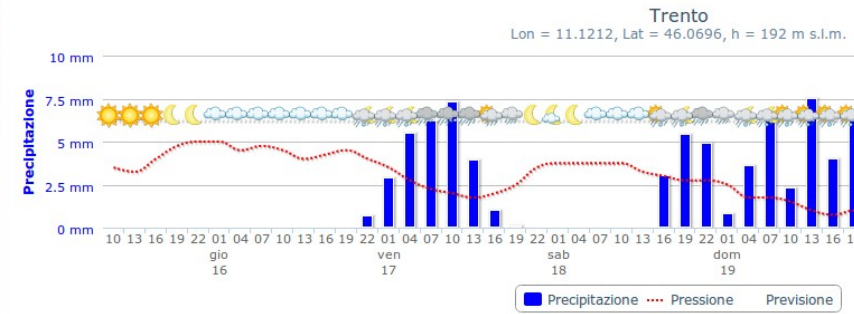 Trento
Lon = 11.1212, Lat = 46.0696, h = 192 m s.l.m.
Precipitazione
10 mm
7.5 mm
5 mm
2.5 mm
0 mm
10 13 16 19 22 01 04 07 10 13 16 19 22 01 04 07 10 13 16 19 22 01 04 07 10 13 16 19 22 01 04 07 10 13 16
gio ven sab dom
16 17 18 19
Precipitazione Pressione Previsione